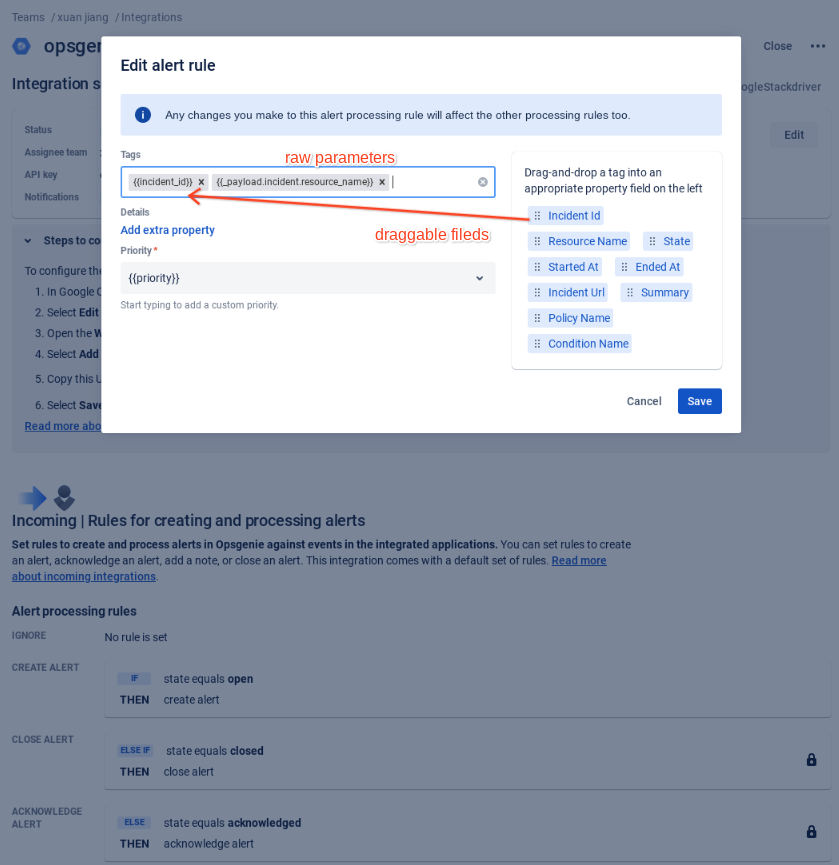 Teams / xuan jiang / Integrations
opsgen
Close
Edit alert rule
Integration s
ogleStackdriver
Any changes you make to this alert processing rule will affect the other processing rules too.
Status
Edit
Assignee team
API key
Notifications
Tags
raw parameters
{{incident_id}} {{_payload.incident.resource_name}}
Details
Add extra property
draggable fileds
Priority*
{{priority}}
Start typing to add a custom priority.
Drag-and-drop a tag into an
appropriate property field on the left
Incident Id
Resource Name State
Started At Ended At
Incident Url Summary
Policy Name
Condition Name
Cancel Save
Steps to co
To configure the
1. In Google C
2. Select Edit
3. Open the W
4. Select Add
5. Copy this U
6. Select Save
Read more abo
Incoming | Rules for creating and processing alerts
Set rules to create and process alerts in Opsgenie against events in the integrated applications. You can set rules to create
an alert, acknowledge an alert, add a note, or close an alert. This integration comes with a default set of rules. Read more
about incoming integrations.
Alert processing rules
IGNORE
No rule is set
CREATE ALERT
IF state equals open
THEN create alert
CLOSE ALERT
ELSE IF state equals closed
THEN close alert
ACKNOWLEDGE
ALERT
ELSE state equals acknowledged
THEN acknowledge alert